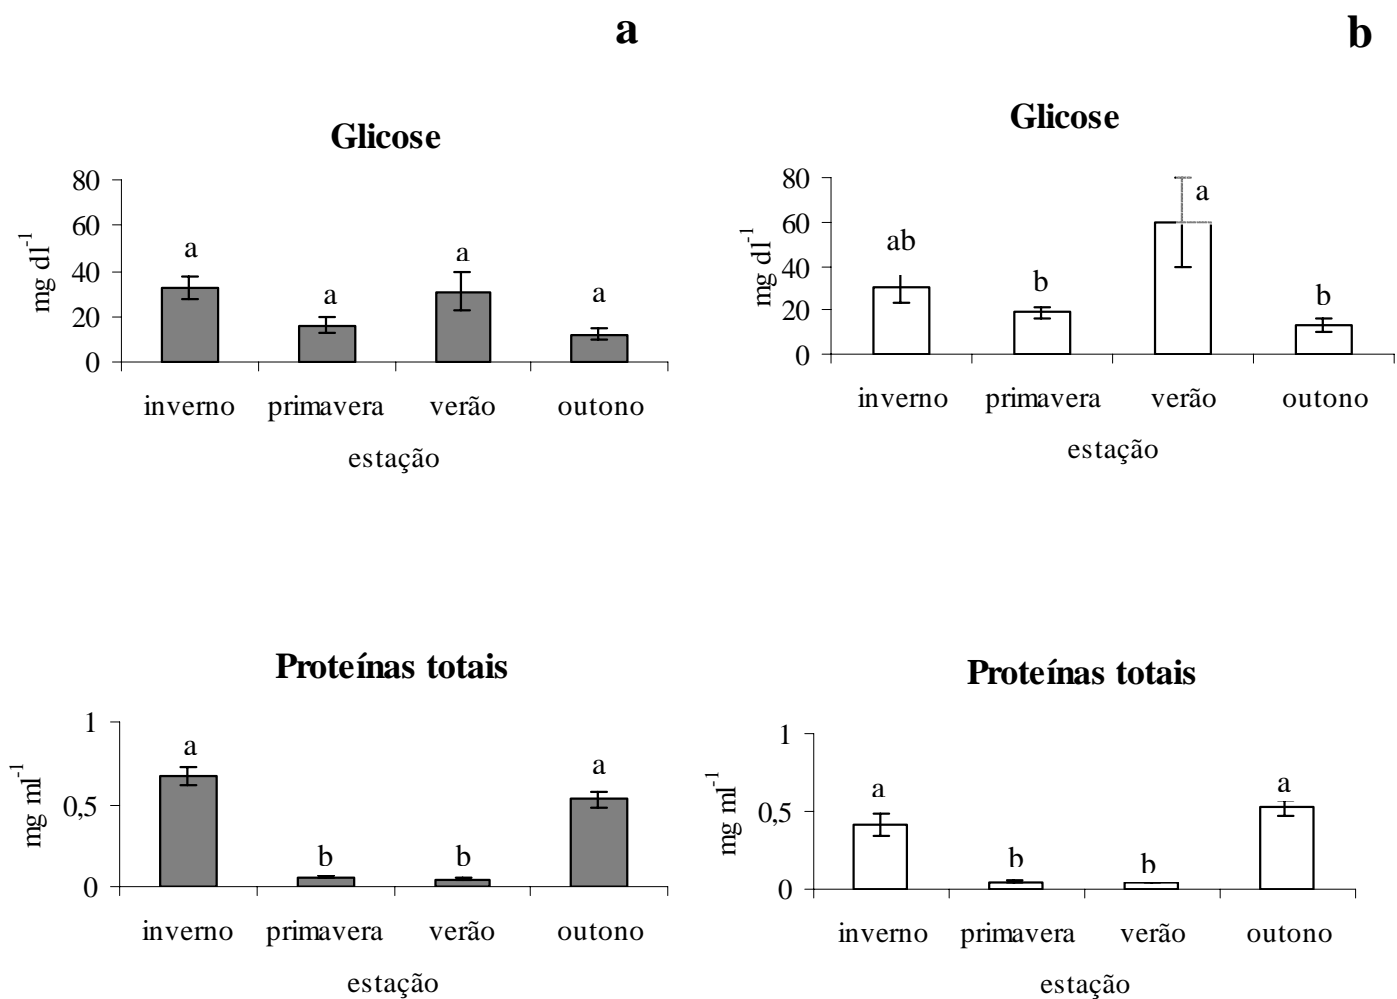 a
b
Glicose
mg dl-1
80
60
40
20
0
a
a
a
a
inverno primavera verão outono
estação
Glicose
mg dl-1
80
60
40
20
0
ab
b
a
b
inverno primavera verão outono
estação
Proteínas totais
mg ml-1
1
0,5
0
a
b
b
a
inverno primavera verão outono
estação
Proteínas totais
mg ml-1
1
0,5
0
a
b
b
a
inverno primavera verão outono
estação